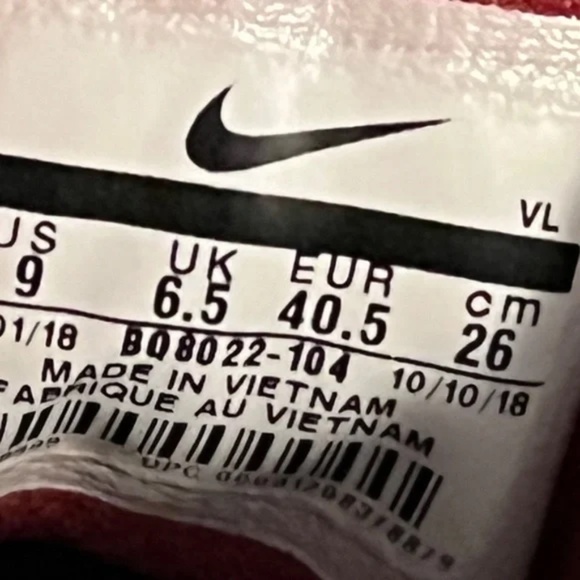 VL
US UK EUR cm
9 6.5 40.5 26
01/18 BQ8022-104 10/10/18
MADE IN VIETNAM
FABRIQUE AU VIETNAM
UPC